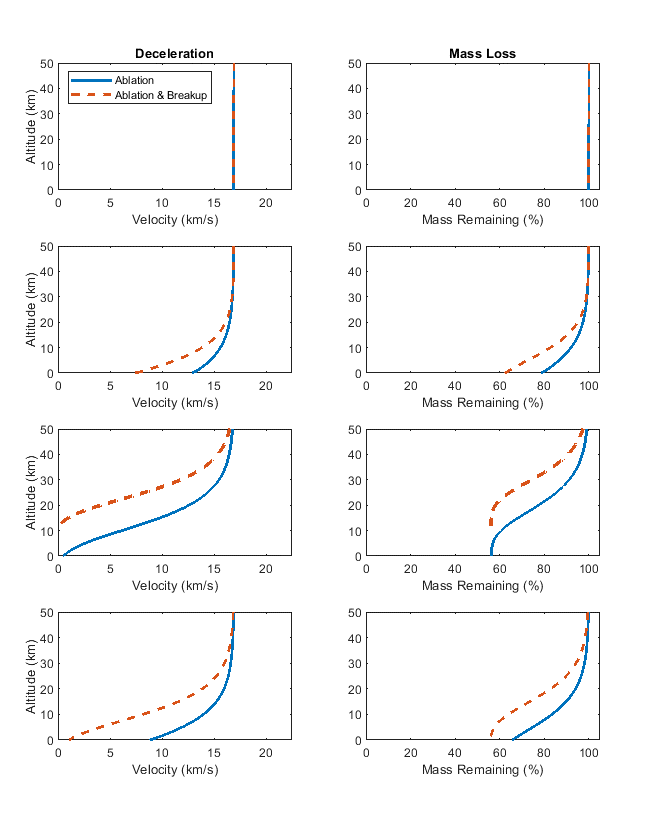 Deceleration
Mass Loss
50
40
30
20
10
0
Altitude (km)
Ablation
Ablation & Breakup
0 5 10 15 20
Velocity (km/s)
50
40
30
20
10
0
0 20 40 60 80 100
Mass Remaining (%)
50
40
30
20
10
0
Altitude (km)
0 5 10 15 20
Velocity (km/s)
50
40
30
20
10
0
0 20 40 60 80 100
Mass Remaining (%)
50
40
30
20
10
0
Altitude (km)
0 5 10 15 20
Velocity (km/s)
50
40
30
20
10
0
0 20 40 60 80 100
Mass Remaining (%)
50
40
30
20
10
0
Altitude (km)
0 5 10 15 20
Velocity (km/s)
50
40
30
20
10
0
0 20 40 60 80 100
Mass Remaining (%)